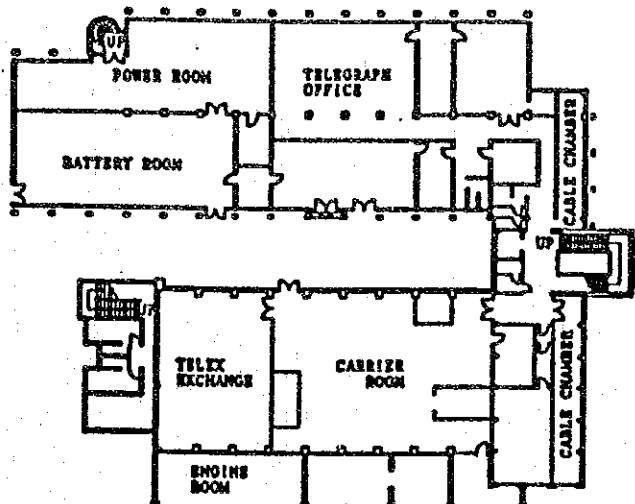 UP
POWER ROOM
TELEGRAPH
OFFICE
CABLE CHAMBER
BATTERY ROOM
UP
UP
TELEX
EXCHANGE
CARRIER
ROOM
CABLE CHAMBER
ENGINE
ROOM